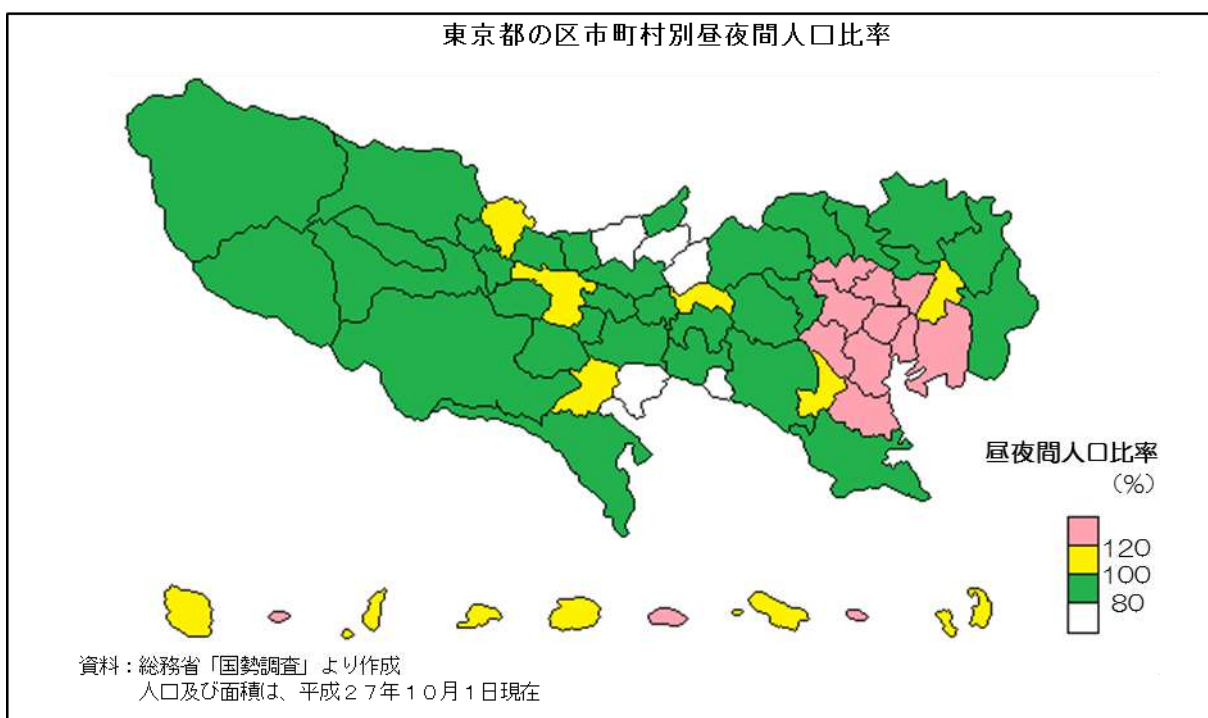 東京都の区市町村別昼夜間人口比率
昼夜間人口比率
(%)
120
100
80
資料：総務省「国勢調査」より作成
人口及び面積は、平成２７年１０月１日現在